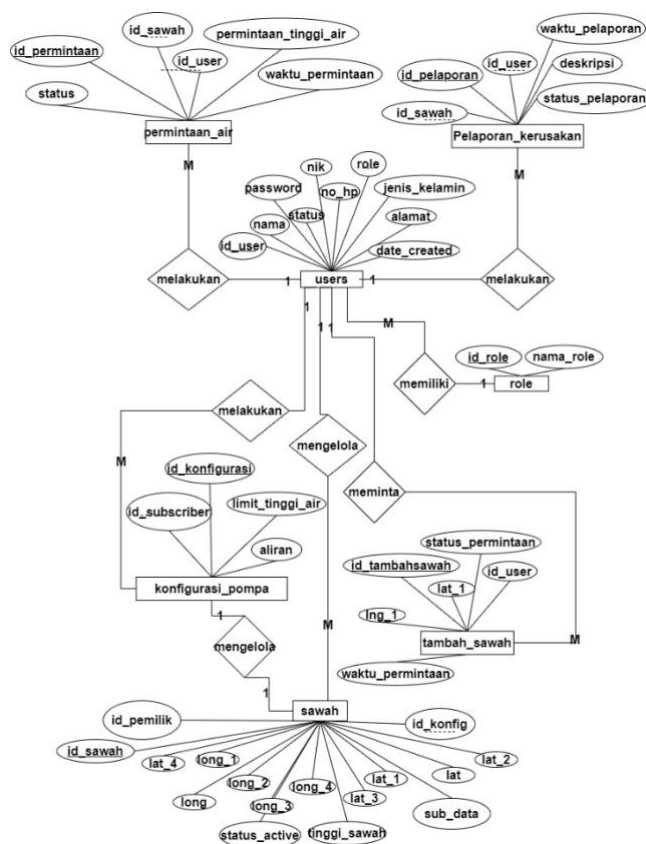 id_sawah
permintaan_tinggi_air
id_permintaan
id_user
waktu_permintaan
status
permintaan_air
M
waktu_pelaporan
id_user
deskripsi
id_pelaporan
status_pelaporan
id_sawah
Pelaporan_kerusakan
M
nik
role
password
no_hp
jenis_kelamin
status
nama
alamat
id_user
date_created
melakukan
1
users
1
melakukan
1
1
1
M
memiliki
1
id_role
nama_role
role
melakukan
M
mengelola
id_konfigurasi
limit_tinggi_air
id_subscriber
aliran
konfigurasi_pompa
meminta
status_permintaan
id_tambahsawah
id_user
lat_1
lng_1
tambah_sawah
M
waktu_permintaan
1
mengelola
M
1
sawah
id_pemilik
id_konfig
id_sawah
long_1
lat_2
lat_4
long_2
lat_1
lat
long
long_4
long_3
lat_3
sub_data
status_active
tinggi_sawah